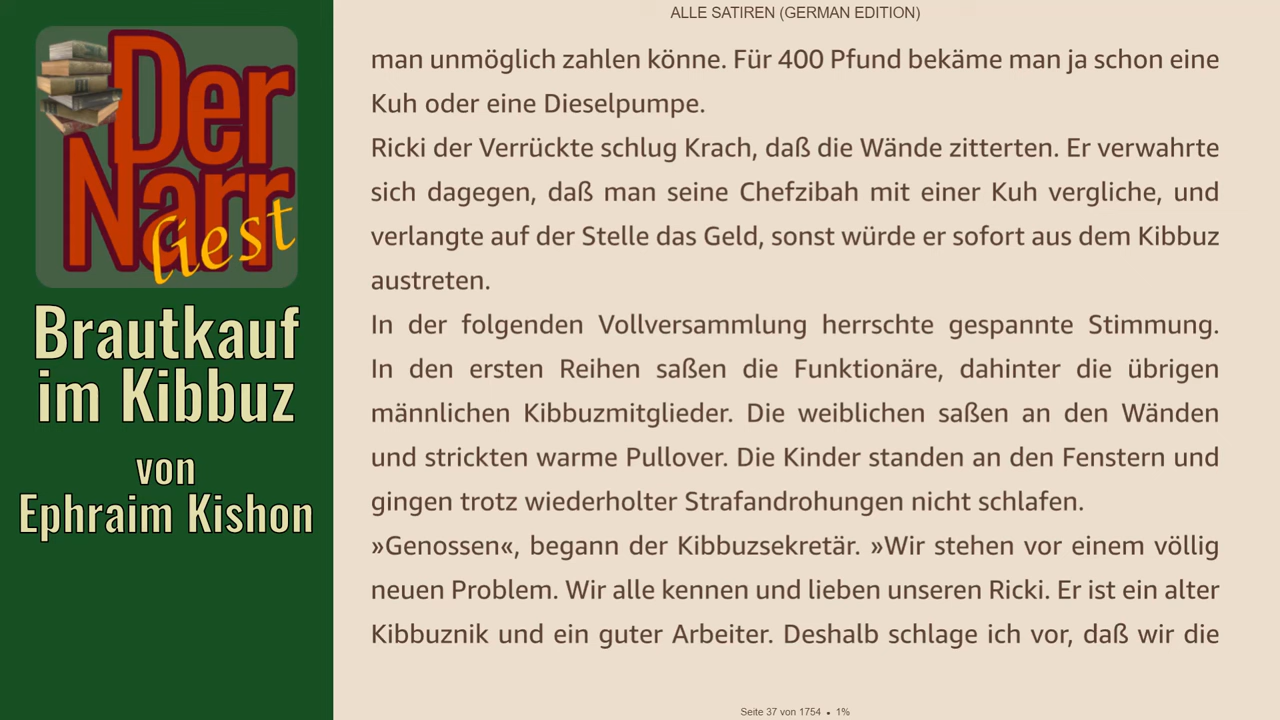 Der
Narr
liest
Brautkauf
im Kibbuz
von
Ephraim Kishon
ALLE SATIREN (GERMAN EDITION)
man unmöglich zahlen könne. Für 400 Pfund bekäme man ja schon eine
Kuh oder eine Dieselpumpe.
Ricki der Verrückte schlug Krach, daß die Wände zitterten. Er verwahrte
sich dagegen, daß man seine Chefzibah mit einer Kuh vergliche, und
verlangte auf der Stelle das Geld, sonst würde er sofort aus dem Kibbuz
austreten.
In der folgenden Vollversammlung herrschte gespannte Stimmung.
In den ersten Reihen saßen die Funktionäre, dahinter die übrigen
männlichen Kibbuzmitglieder. Die weiblichen saßen an den Wänden
und strickten warme Pullover. Die Kinder standen an den Fenstern und
gingen trotz wiederholter Strafandrohungen nicht schlafen.
»Genossen«, begann der Kibbuzsekretär. »Wir stehen vor einem völlig
neuen Problem. Wir alle kennen und lieben unseren Ricki. Er ist ein alter
Kibbuznik und ein guter Arbeiter. Deshalb schlage ich vor, daß wir die
Seite 37 von 1754 • 1%